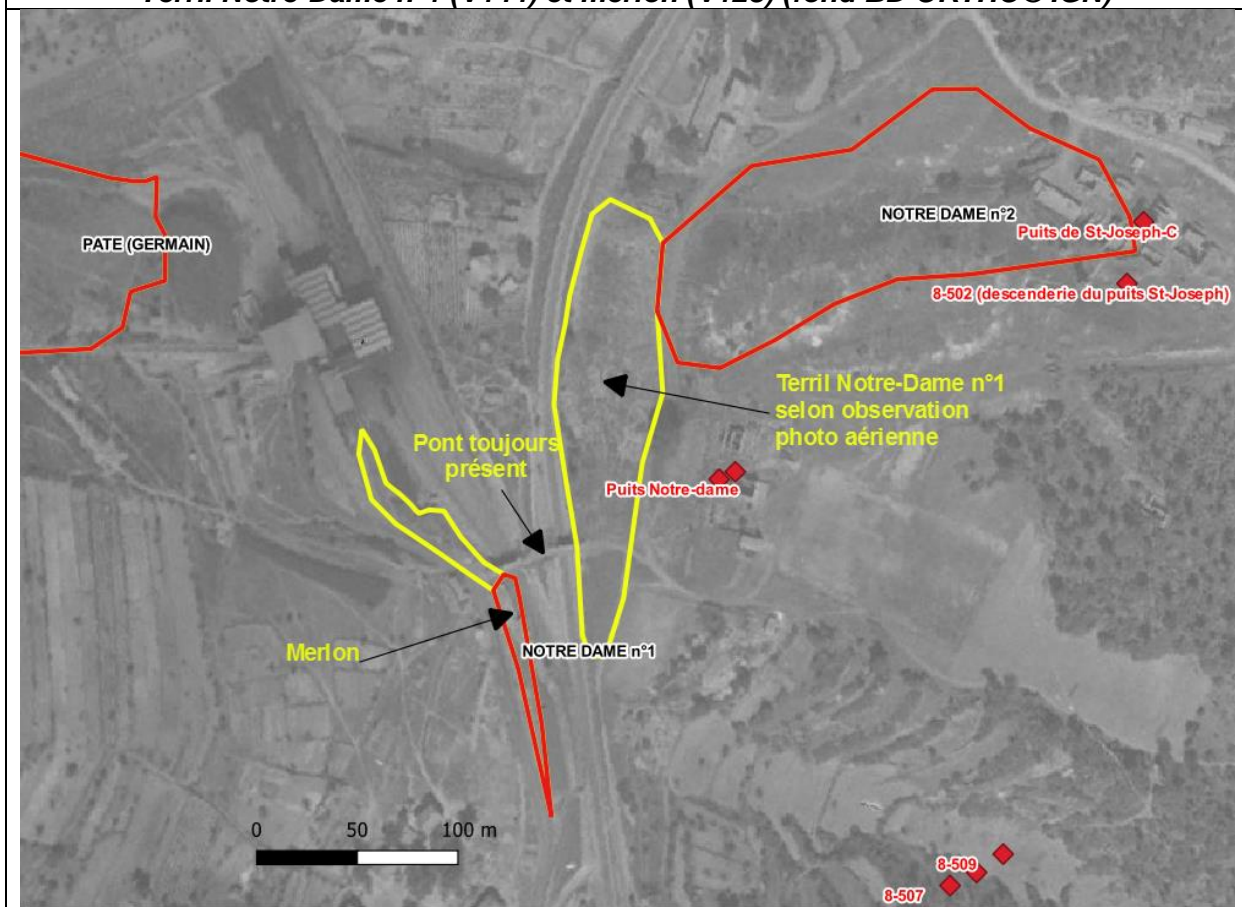 NOTRE DAME n°2
Puits de St-Joseph-C
PATE (GERMAIN)
8-502 (descenderie du puits St-Joseph)
Terril Notre-Dame n°1
selon observation
photo aérienne
Pont toujours
présent
Puits Notre-dame
Merlon
NOTRE DAME n°1
0 50 100 m
8-509
8-507